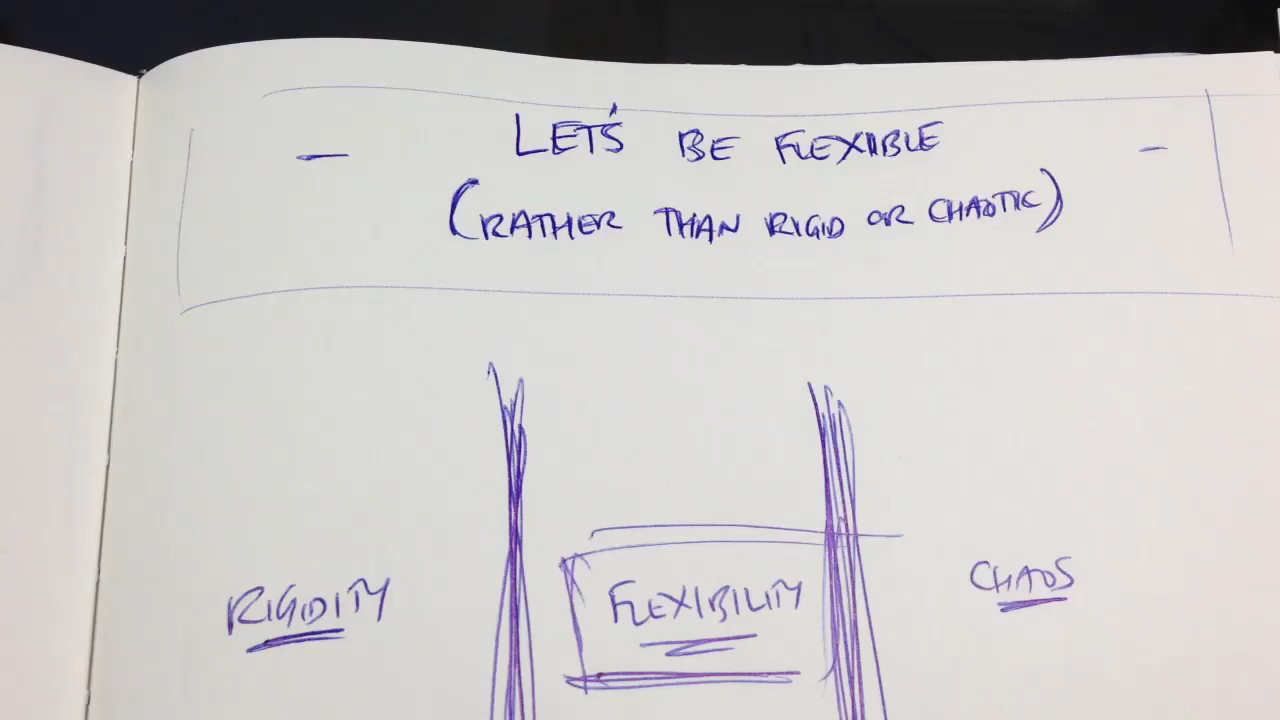 - LET'S BE FLEXIBLE -
(RATHER THAN RIGID OR CHAOTIC)
RIGIDITY
FLEXIBILITY
CHAOS